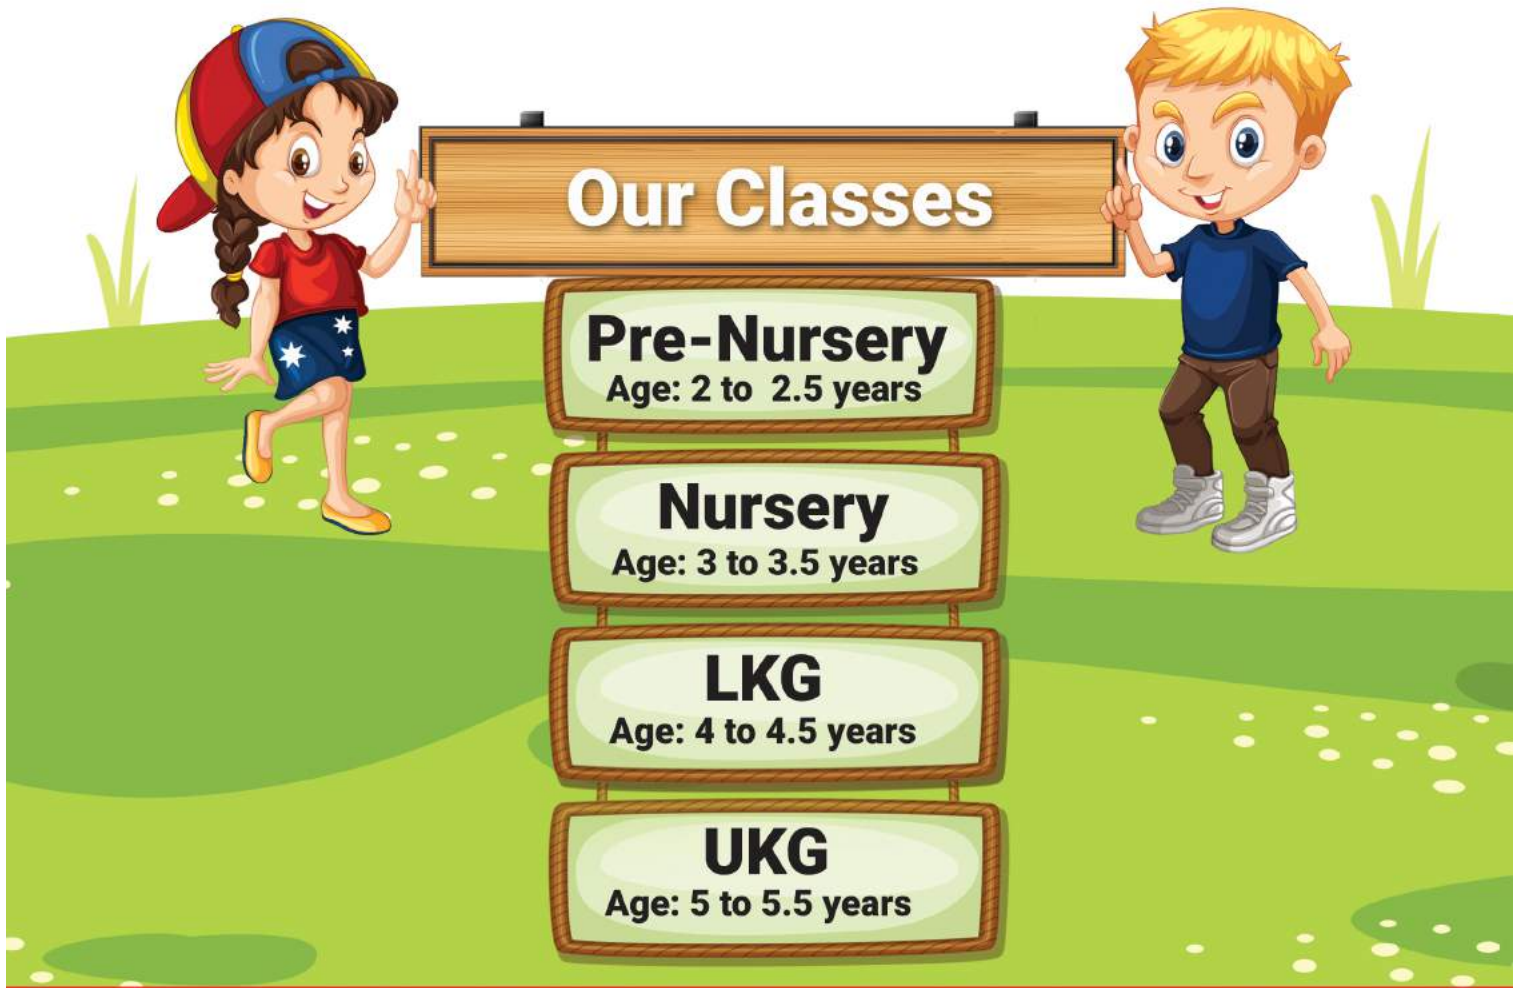 Our Classes
Pre-Nursery
Age: 2 to 2.5 years
Nursery
Age: 3 to 3.5 years
LKG
Age: 4 to 4.5 years
UKG
Age: 5 to 5.5 years